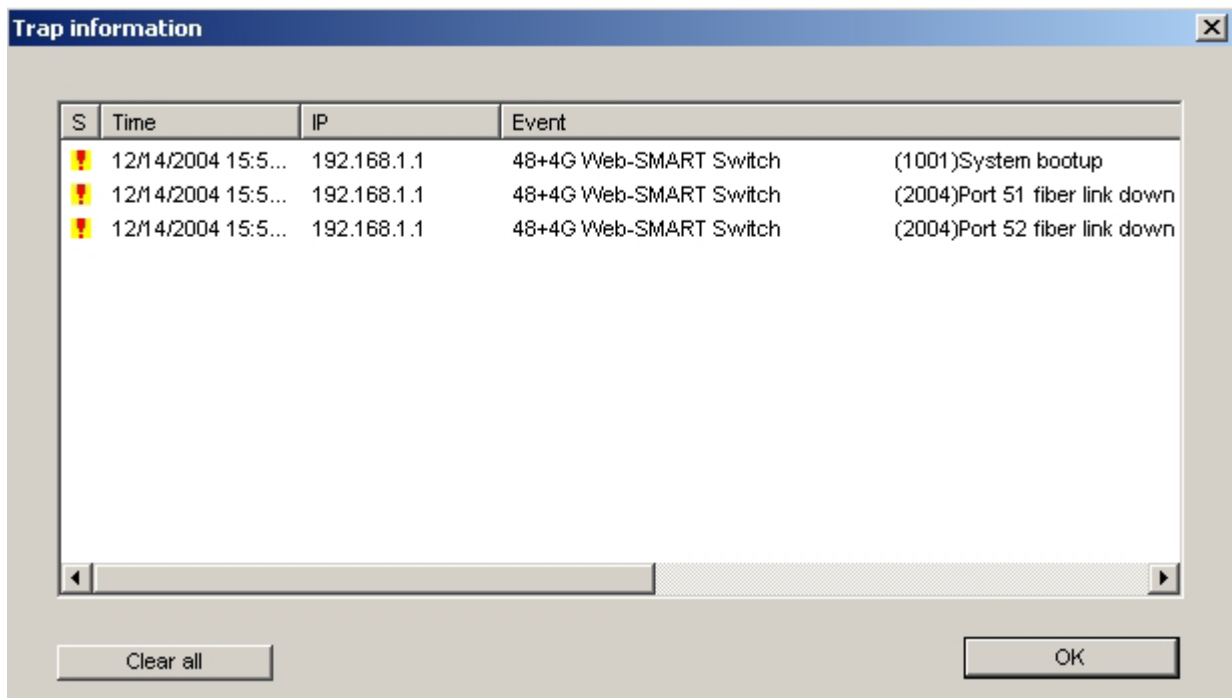 Trap information
S Time IP Event
12/14/2004 15:5... 192.168.1.1 48+4G Web-SMART Switch (1001)System bootup
12/14/2004 15:5... 192.168.1.1 48+4G Web-SMART Switch (2004)Port 51 fiber link down
12/14/2004 15:5... 192.168.1.1 48+4G Web-SMART Switch (2004)Port 52 fiber link down
Clear all OK